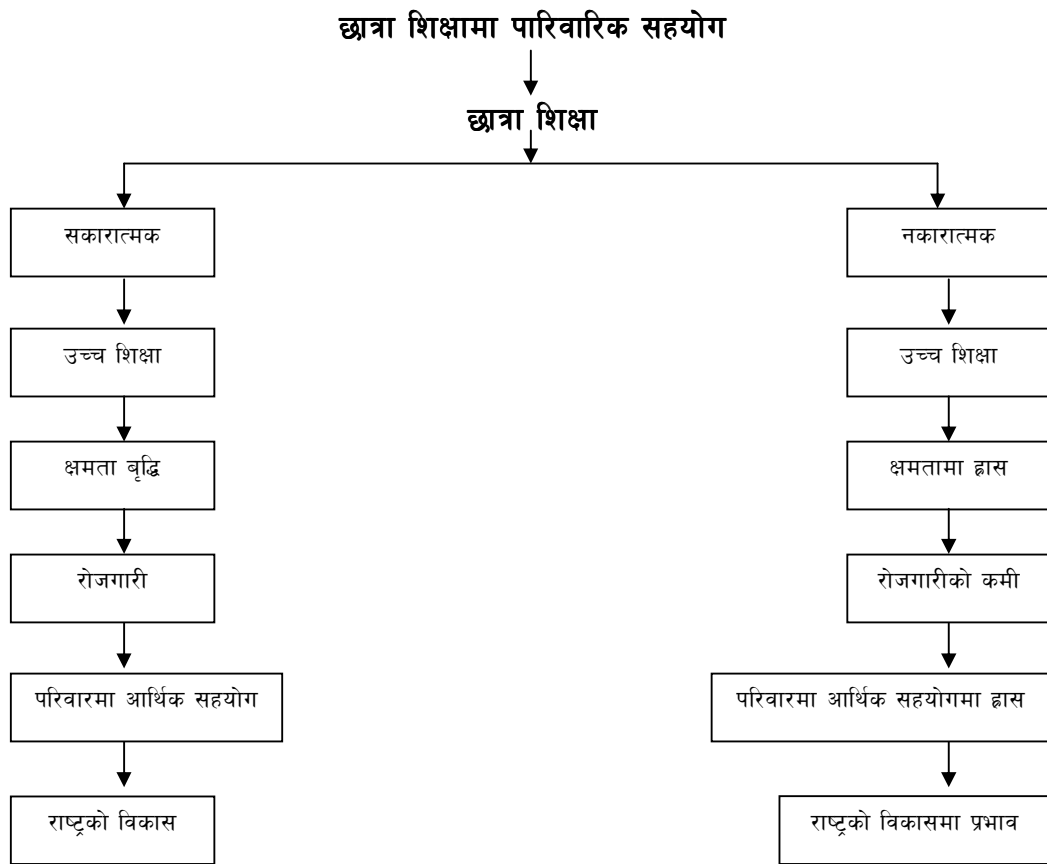 छात्रा शिक्षामा पारिवारिक सहयोग
छात्रा शिक्षा
सकारात्मक
नकारात्मक
उच्च शिक्षा
उच्च शिक्षा
क्षमता बृद्धि
क्षमतामा ह्रास
रोजगारी
रोजगारीको कमी
परिवारमा आर्थिक सहयोग
परिवारमा आर्थिक सहयोगमा ह्रास
राष्ट्रको विकास
राष्ट्रको विकासमा प्रभाव